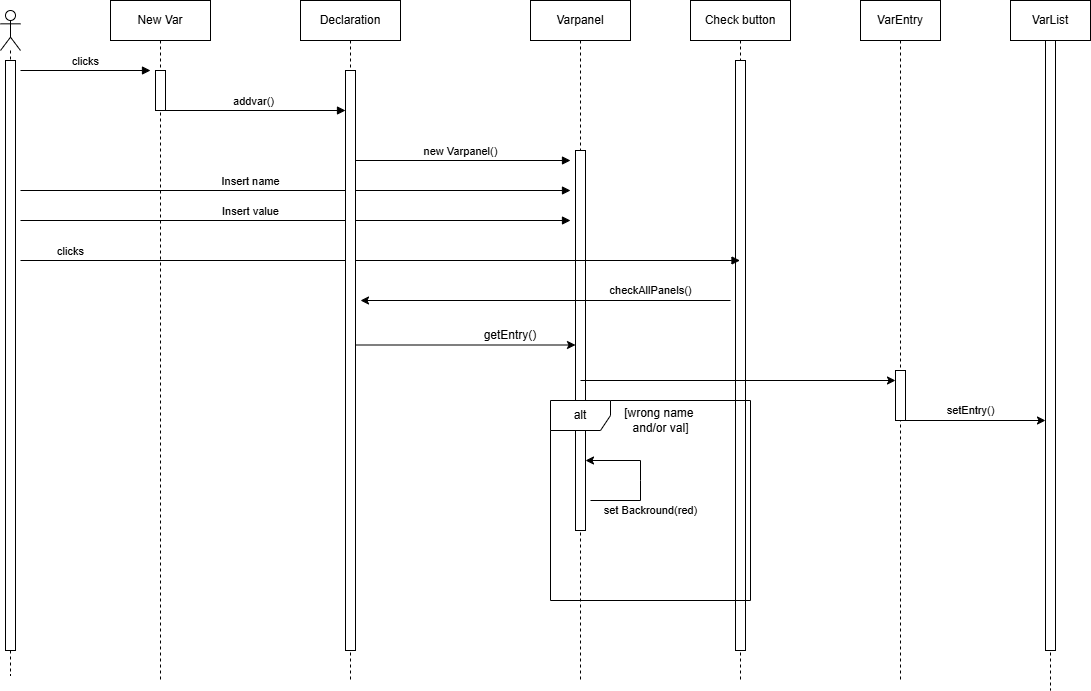 New Var
Declaration
Varpanel
Check button
VarEntry
VarList
clicks
addvar()
new Varpanel()
Insert name
Insert value
clicks
checkAllPanels()
getEntry()
setEntry()
alt
[wrong name
and/or val]
set Backround(red)